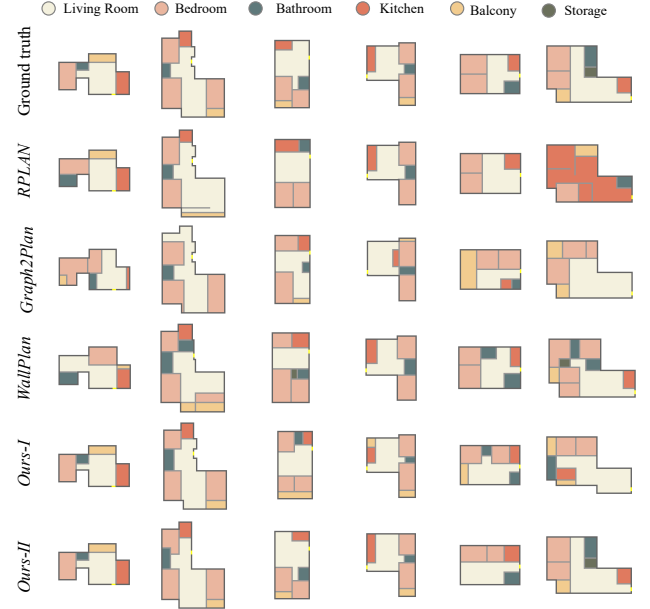 Living Room Bedroom Bathroom Kitchen Balcony Storage
Ground truth
RPLAN
Graph2Plan
WallPlan
Ours-I
Ours-II